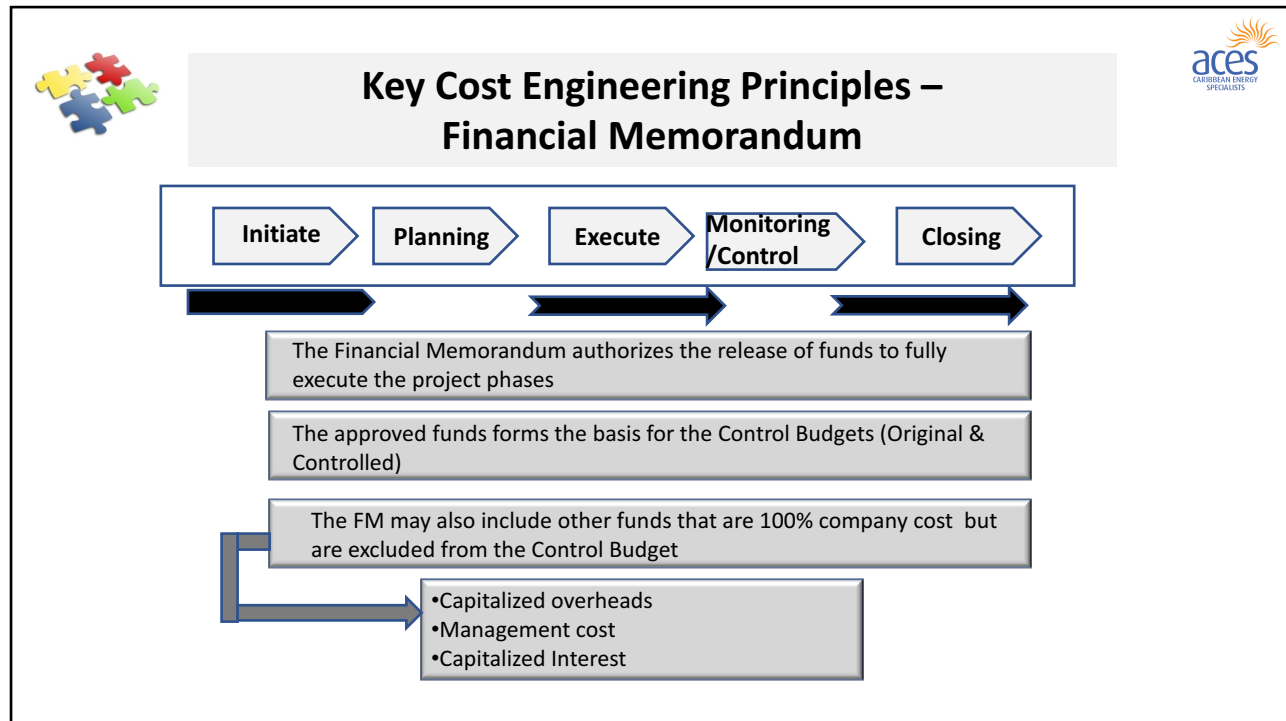 aces
CARIBBEAN ENERGY
SPECIALISTS
Key Cost Engineering Principles –
Financial Memorandum
Initiate
Planning
Execute
Monitoring
/Control
Closing
The Financial Memorandum authorizes the release of funds to fully
execute the project phases
The approved funds forms the basis for the Control Budgets (Original &
Controlled)
The FM may also include other funds that are 100% company cost but
are excluded from the Control Budget
•Capitalized overheads
•Management cost
•Capitalized Interest